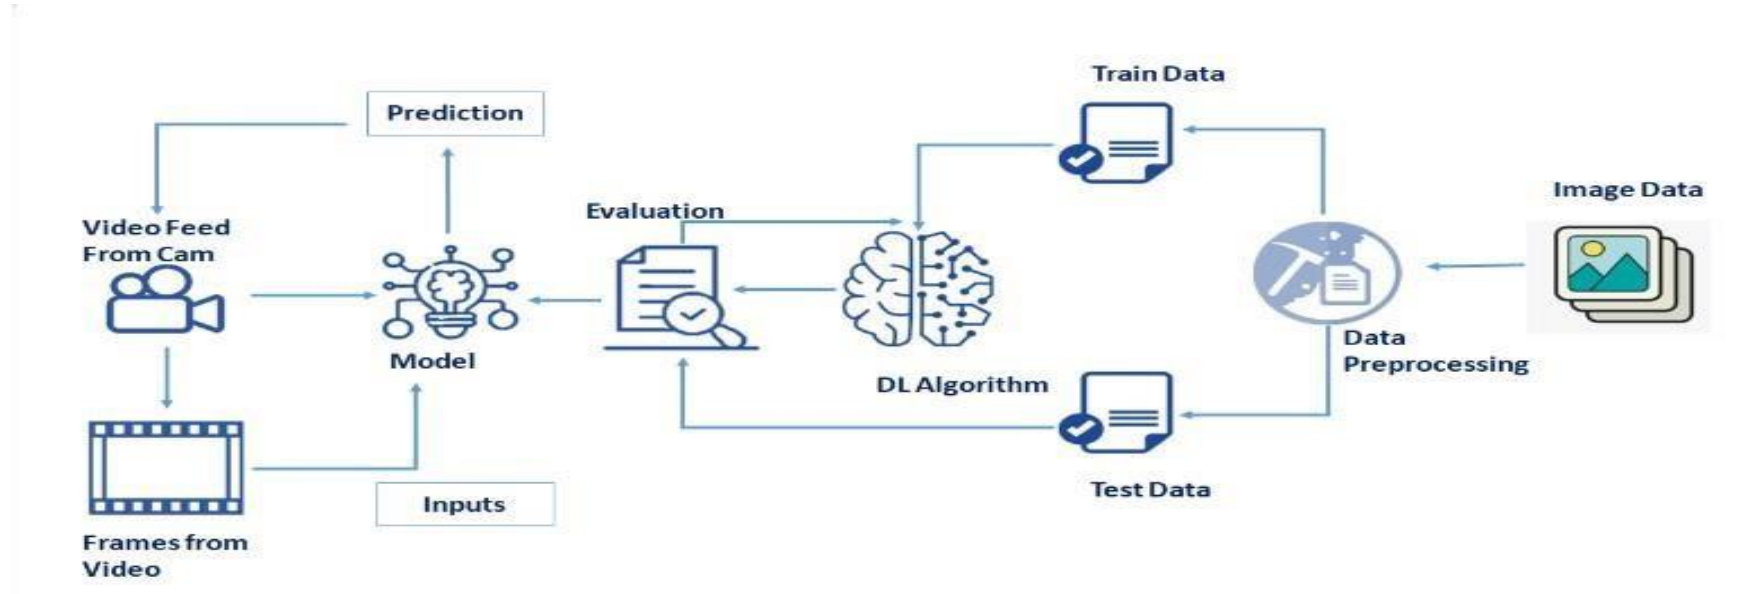 Train Data
Prediction
Image Data
Evaluation
Video Feed
From Cam
Data
Preprocessing
Model
DL Algorithm
Test Data
Inputs
Frames from
Video